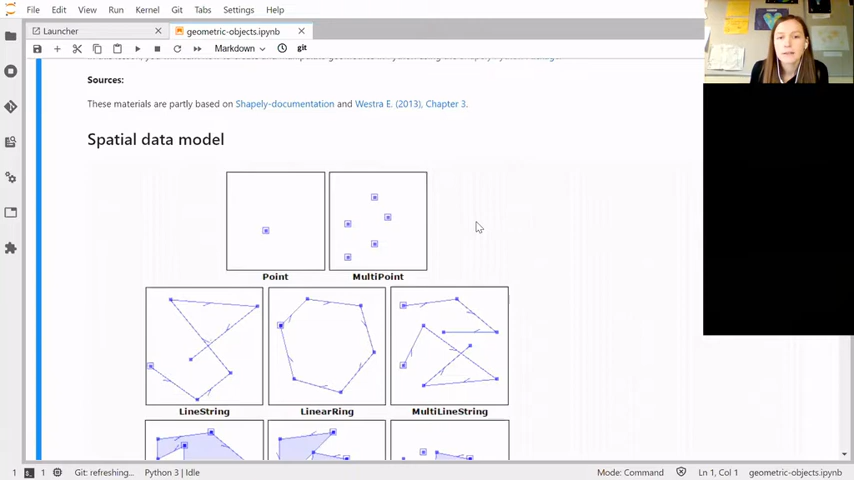 File Edit View Run Kernel Git Tabs Settings Help
Launcher
geometric-objects.ipynb
Markdown
git
Sources:
These materials are partly based on Shapely-documentation and Westra E. (2013), Chapter 3.
Spatial data model
Point MultiPoint
LineString LinearRing MultiLineString
1 1 Git: refreshing... Python 3 | Idle Mode: Command Ln 1, Col 1 geometric-objects.ipynb